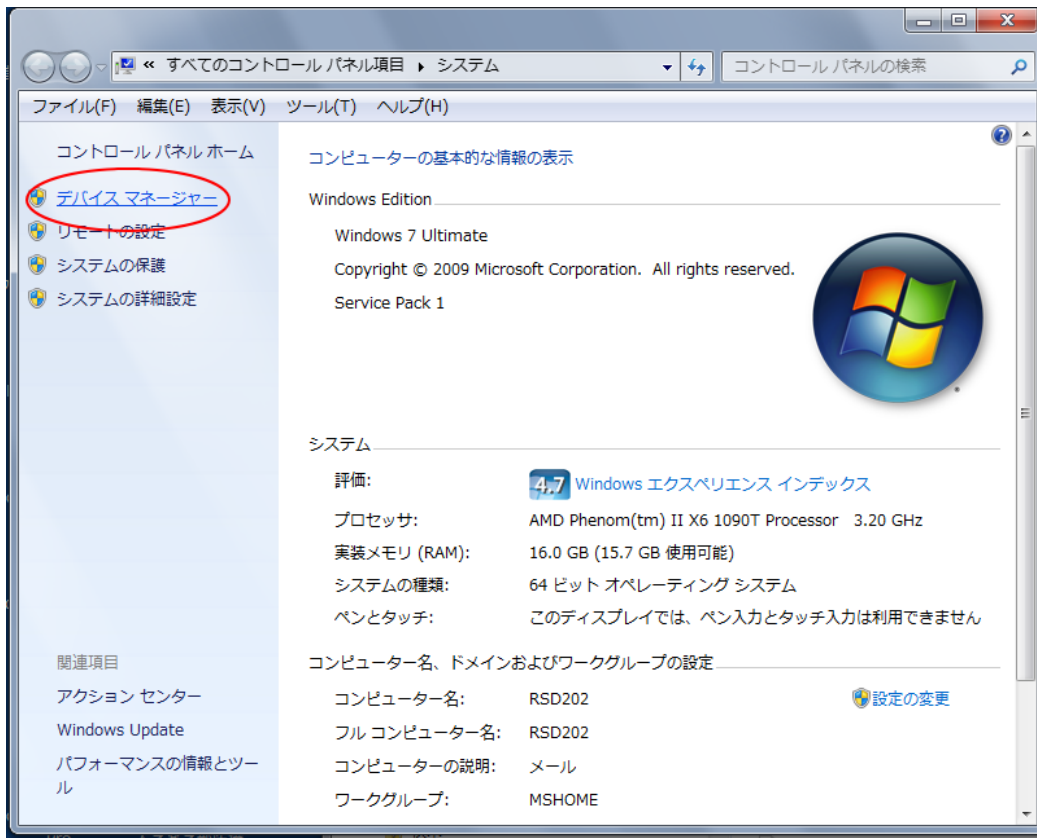 « すべてのコントロール パネル項目 ▸ システム
コントロール パネルの検索
ファイル(F) 編集(E) 表示(V) ツール(T) ヘルプ(H)
コントロール パネル ホーム
デバイス マネージャー
リモートの設定
システムの保護
システムの詳細設定
関連項目
アクション センター
Windows Update
パフォーマンスの情報とツー
ル
コンピューターの基本的な情報の表示
Windows Edition
Windows 7 Ultimate
Copyright © 2009 Microsoft Corporation. All rights reserved.
Service Pack 1
システム
評価: 4.7 Windows エクスペリエンス インデックス
プロセッサ: AMD Phenom(tm) II X6 1090T Processor 3.20 GHz
実装メモリ (RAM): 16.0 GB (15.7 GB 使用可能)
システムの種類: 64 ビット オペレーティング システム
ペンとタッチ: このディスプレイでは、ペン入力とタッチ入力は利用できません
コンピューター名、ドメインおよびワークグループの設定
コンピューター名: RSD202 設定の変更
フル コンピューター名: RSD202
コンピューターの説明: メール
ワークグループ: MSHOME